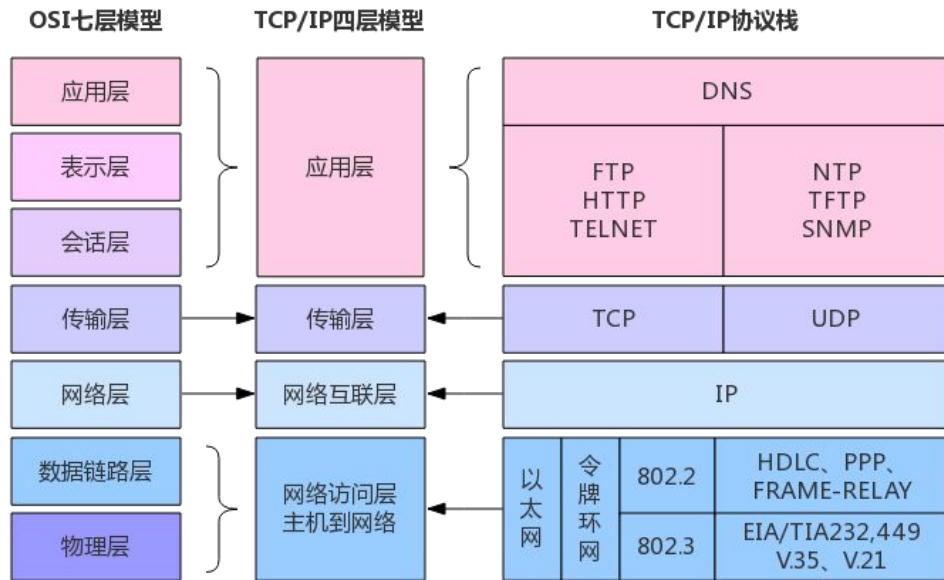 OSI七层模型
TCP/IP四层模型
TCP/IP协议栈
应用层
表示层
会话层
传输层
网络层
数据链路层
物理层
应用层
传输层
网络互联层
网络访问层
主机到网络
DNS
FTP
HTTP
TELNET
NTP
TFTP
SNMP
TCP
UDP
IP
以太网
令牌环网
802.2
802.3
HDLC、PPP、
FRAME-RELAY
EIA/TIA232,449
V.35、V.21